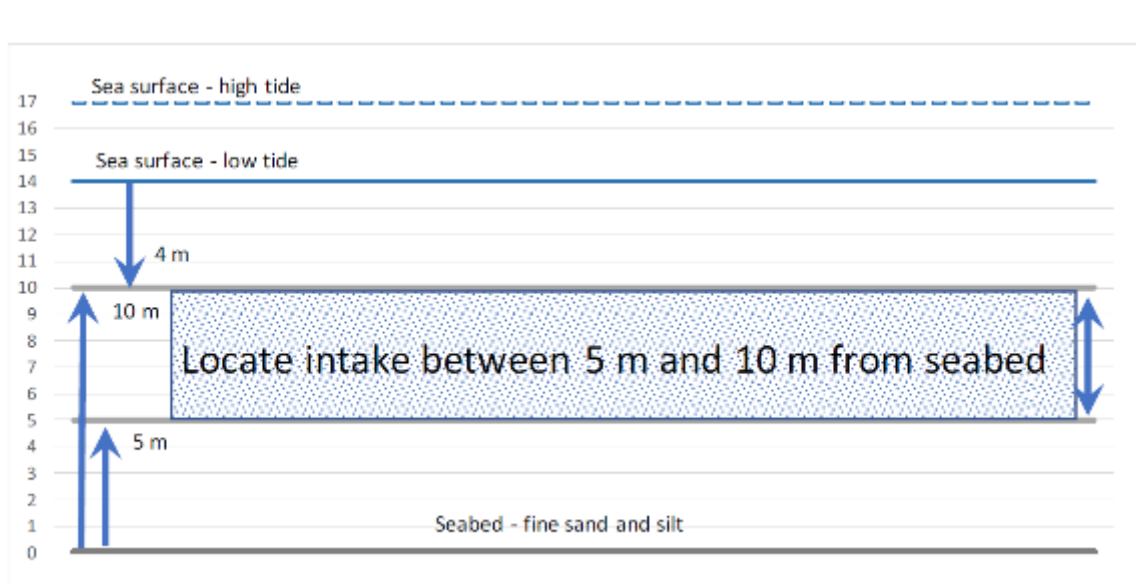 Sea surface - high tide
17
16
15
Sea surface - low tide
14
13
12
4 m
11
10
10 m
9
8
Locate intake between 5 m and 10 m from seabed
7
6
5
5 m
4
3
2
Seabed - fine sand and silt
1
0